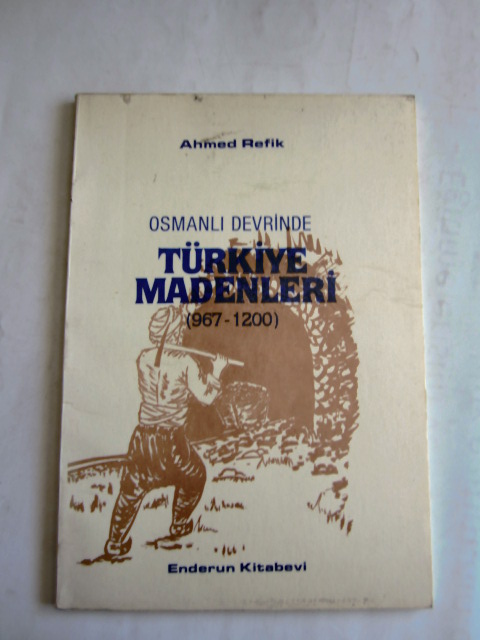 Ahmed Refik
OSMANLI DEVRİNDE
TÜRKİYE
MADENLERİ
(967-1200)
Enderun Kitabevi